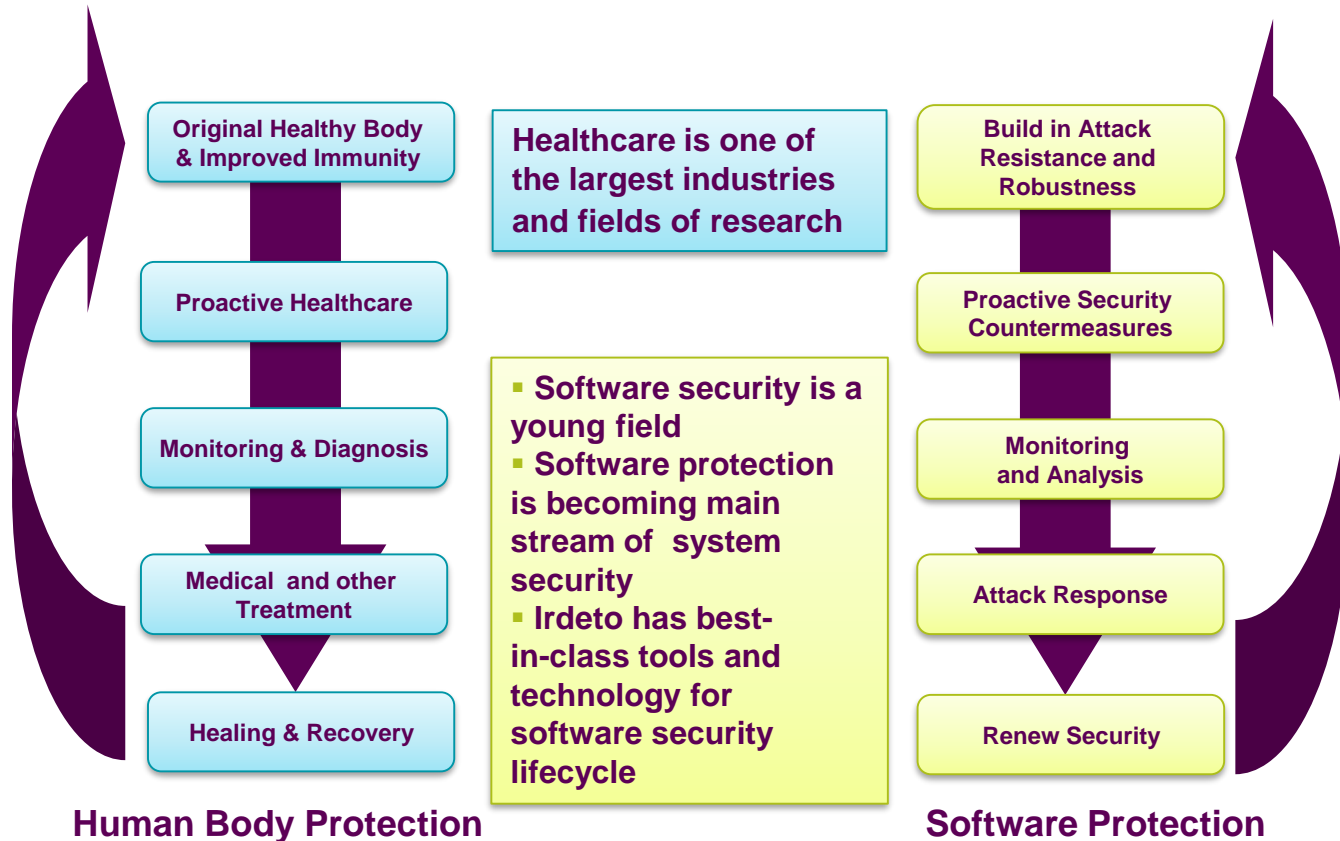 Original Healthy Body
& Improved Immunity
Proactive Healthcare
Monitoring & Diagnosis
Medical and other
Treatment
Healing & Recovery
Human Body Protection
Healthcare is one of
the largest industries
and fields of research
▪ Software security is a
young field
▪ Software protection
is becoming main
stream of system
security
▪ Irdeto has best-
in-class tools and
technology for
software security
lifecycle
Build in Attack
Resistance and
Robustness
Proactive Security
Countermeasures
Monitoring
and Analysis
Attack Response
Renew Security
Software Protection